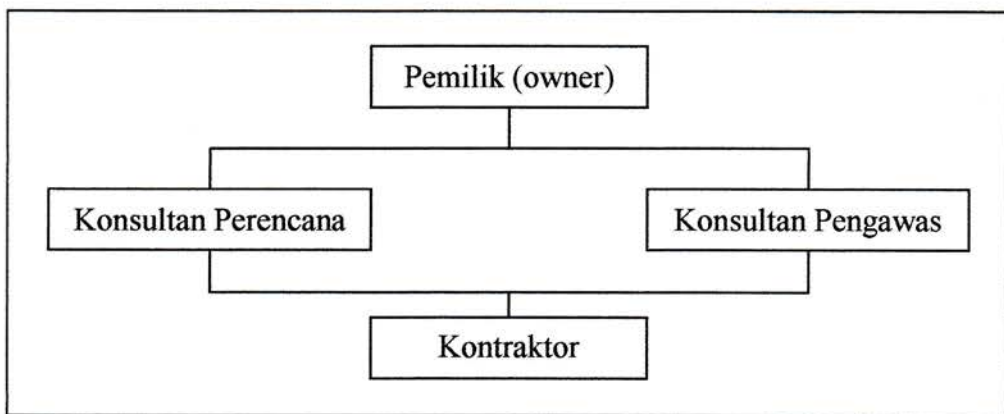 Pemilik (owner)
Konsultan Perencana
Konsultan Pengawas
Kontraktor